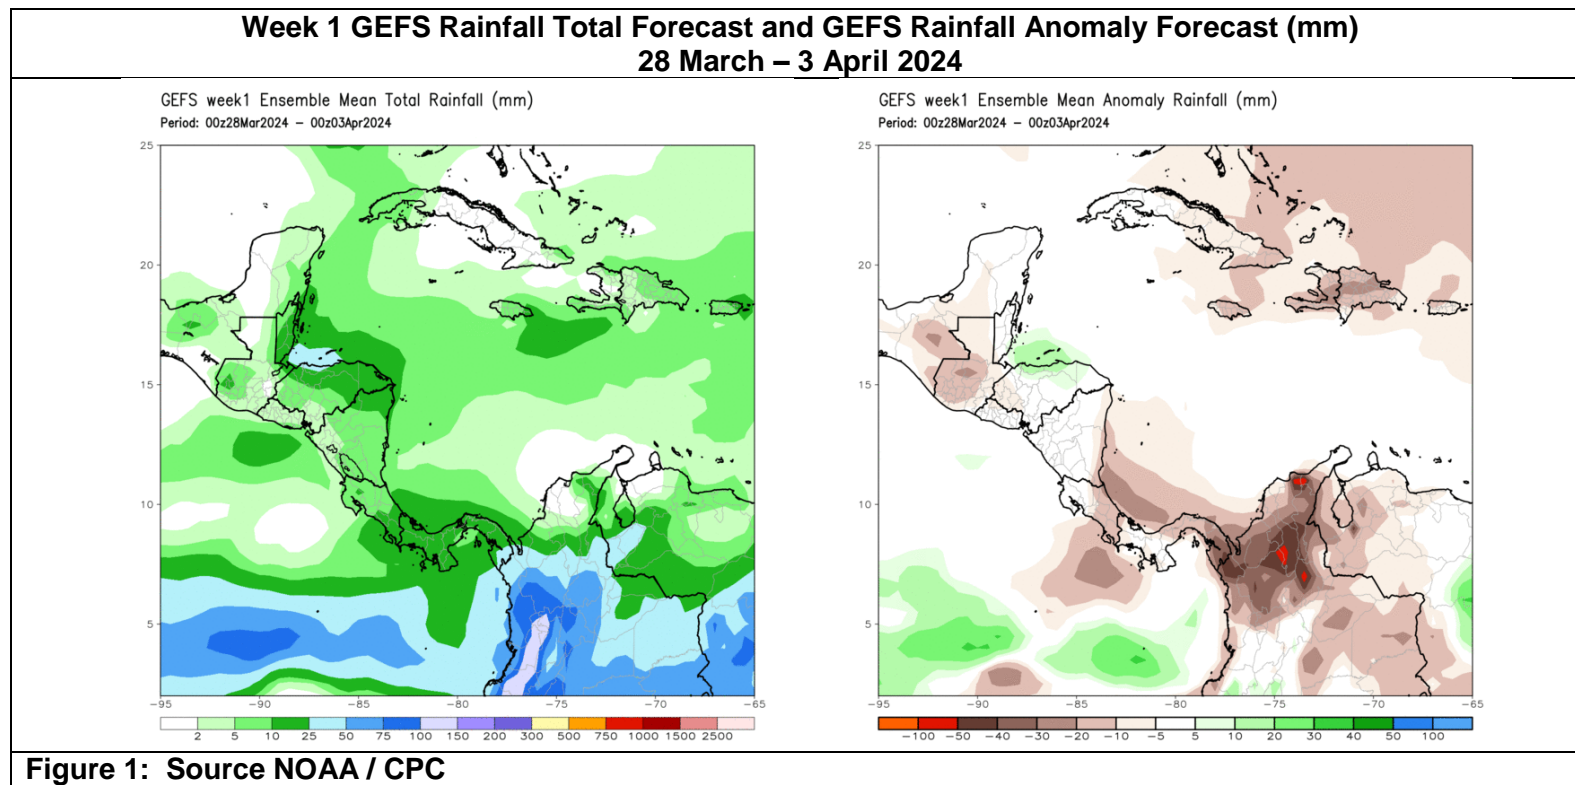 Week 1 GEFS Rainfall Total Forecast and GEFS Rainfall Anomaly Forecast (mm)
28 March – 3 April 2024
GEFS week1 Ensemble Mean Total Rainfall (mm)
Period: 00z28Mar2024 – 00z03Apr2024
25
20
15
10
5
−95 −90 −85 −80 −75 −70 −65
2 5 10 25 50 75 100 150 200 300 500 750 1000 1500 2500
GEFS week1 Ensemble Mean Anomaly Rainfall (mm)
Period: 00z28Mar2024 – 00z03Apr2024
25
20
15
10
5
−95 −90 −85 −80 −75 −70 −65
−100 −50 −40 −30 −20 −10 −5 5 10 20 30 40 50 100
Figure 1: Source NOAA / CPC